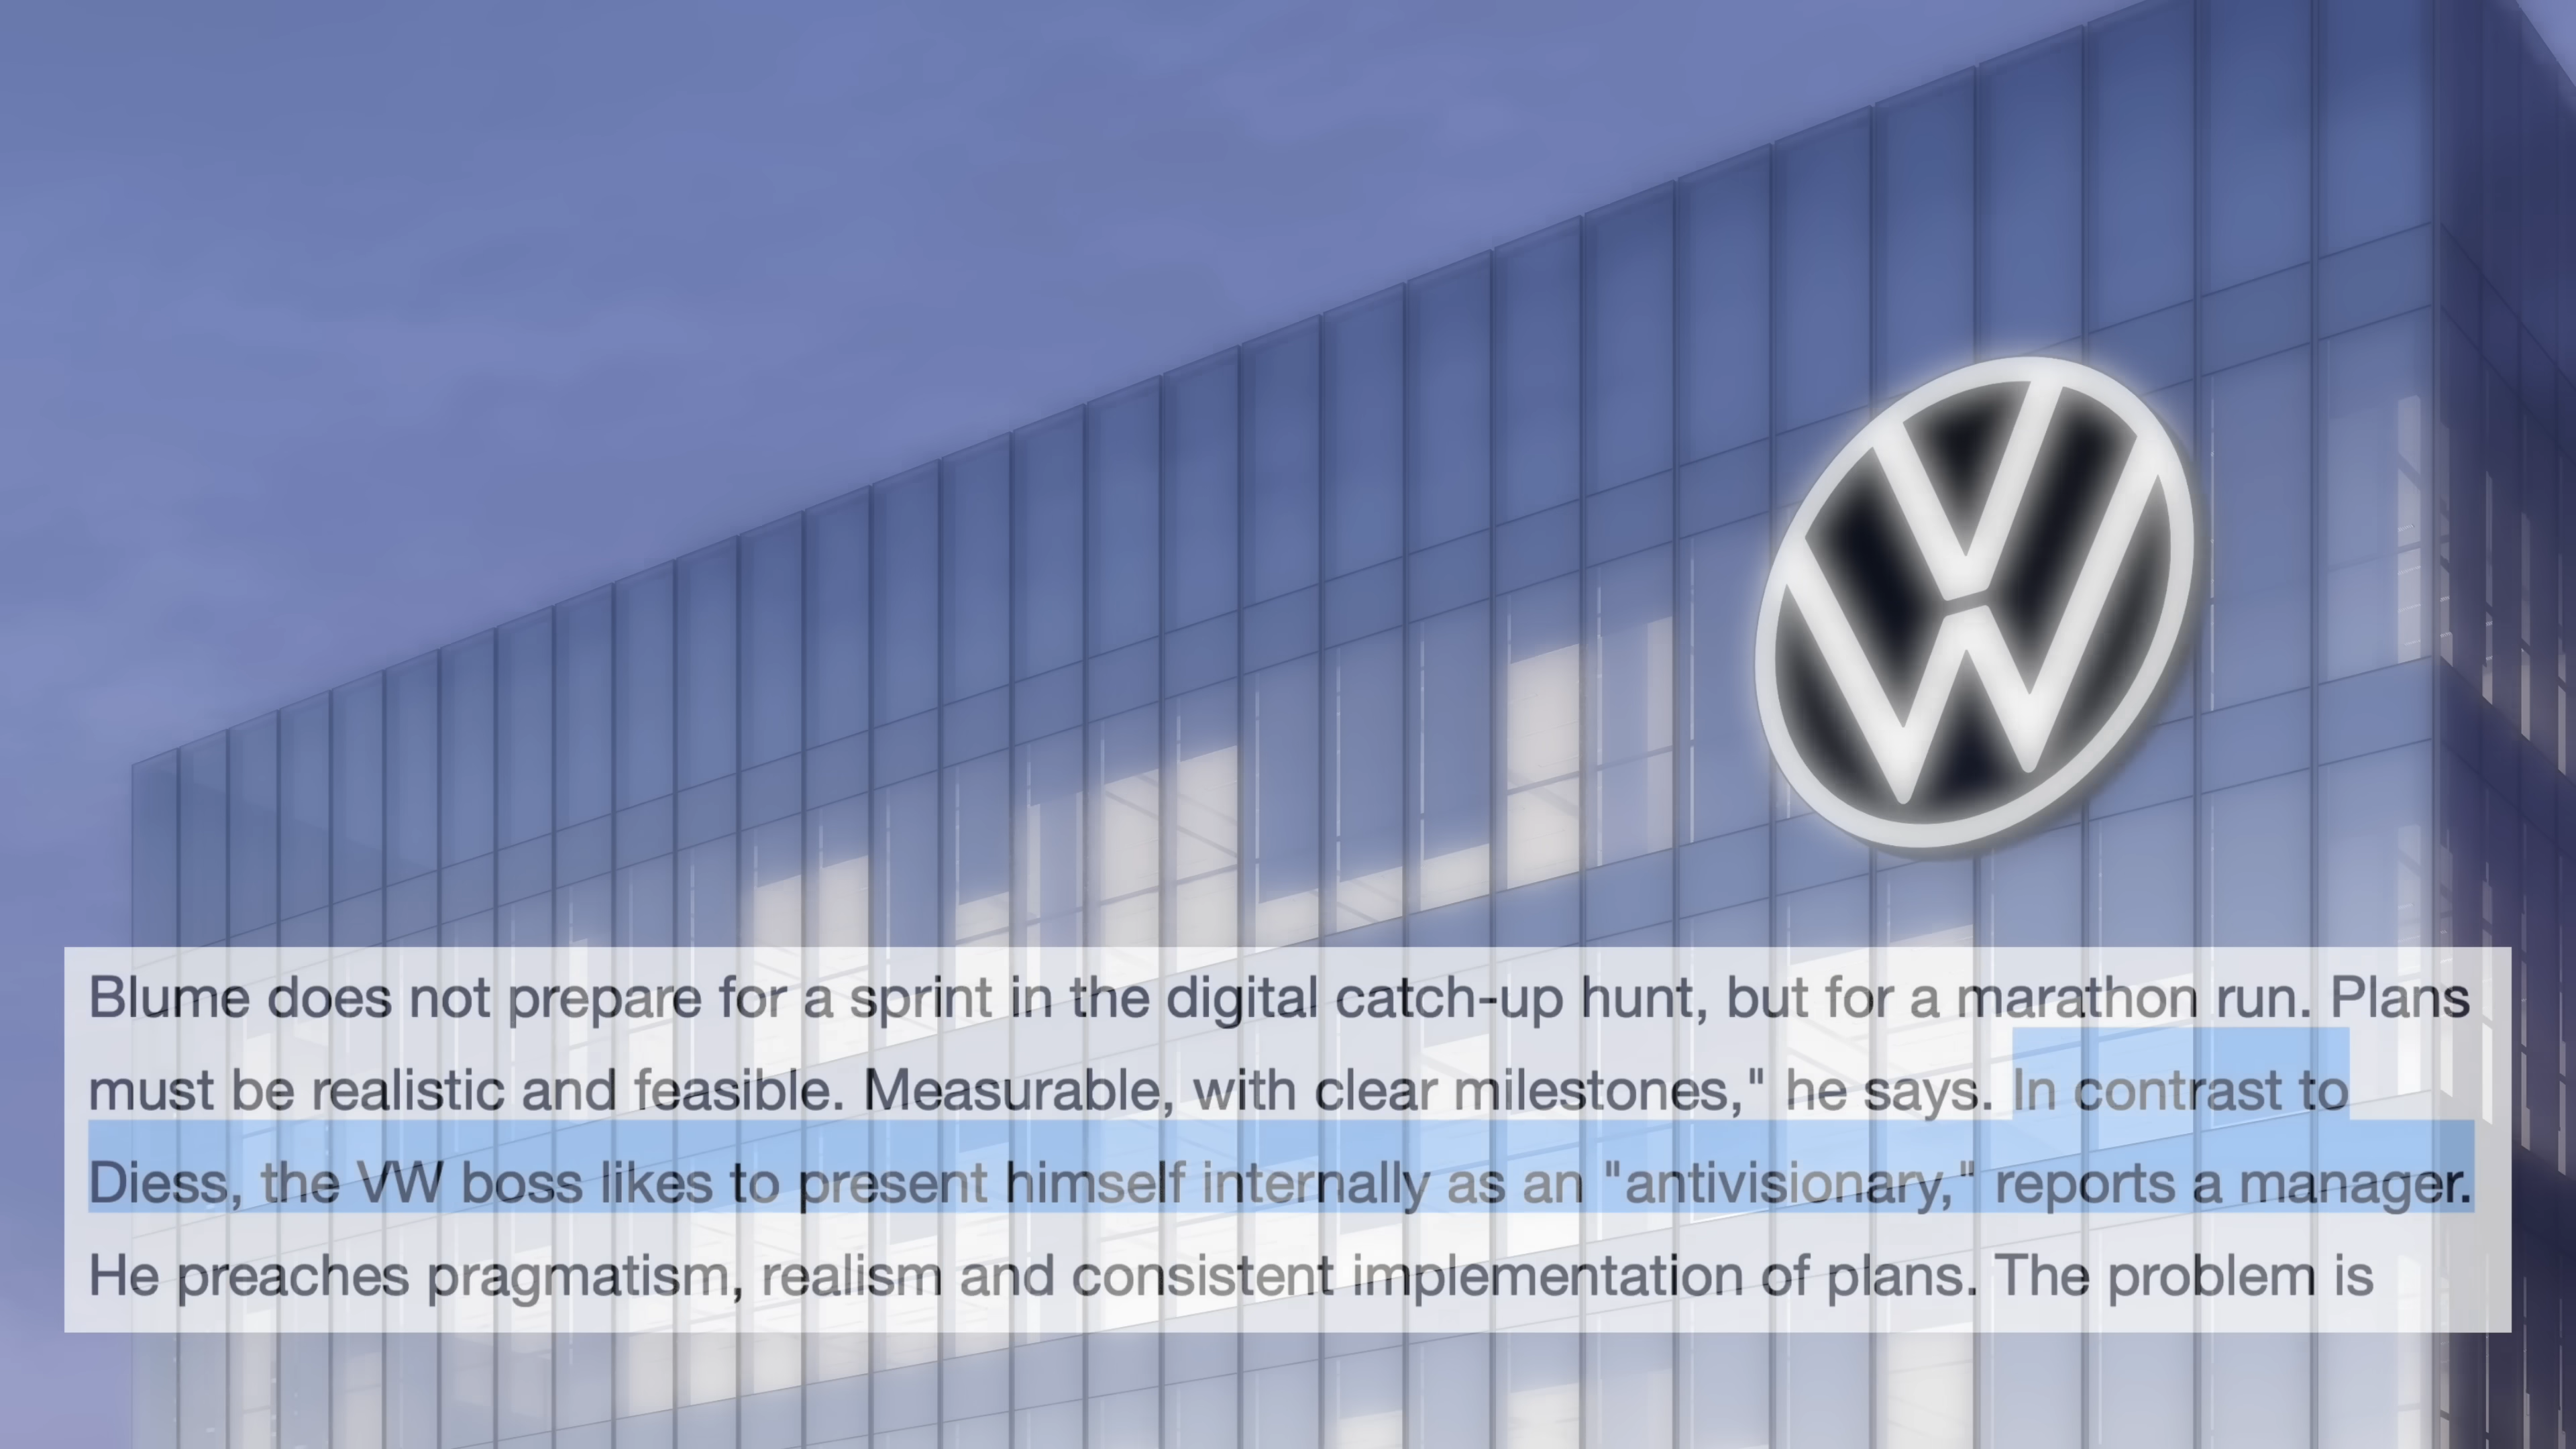 Blume does not prepare for a sprint in the digital catch-up hunt, but for a marathon run. Plans
must be realistic and feasible. Measurable, with clear milestones," he says. In contrast to
Diess, the VW boss likes to present himself internally as an "antivisionary," reports a manager.
He preaches pragmatism, realism and consistent implementation of plans. The problem is